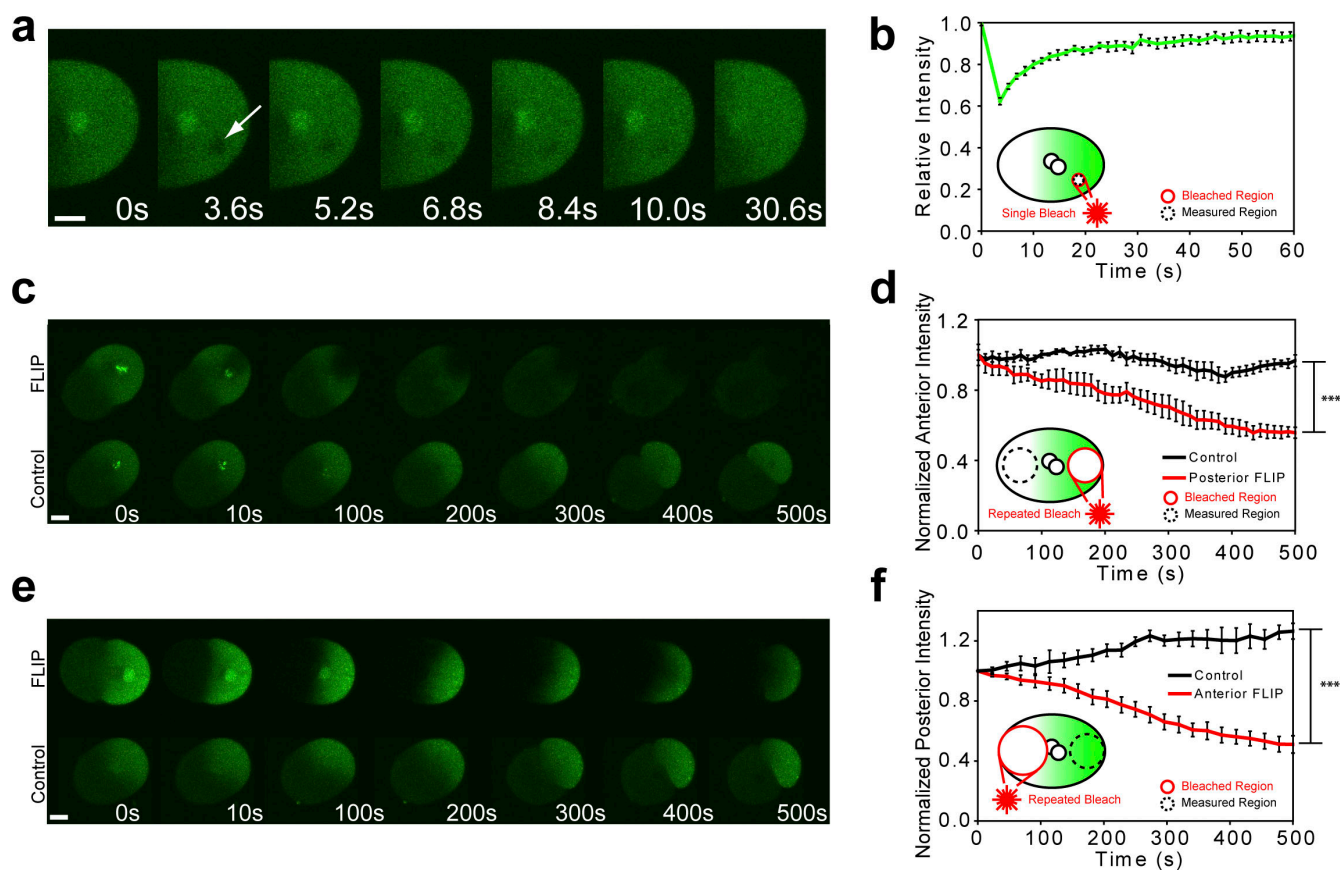 a
0s 3.6s 5.2s 6.8s 8.4s 10.0s 30.6s
b
Relative Intensity
1.0
0.8
0.6
0.4
0.2
0.0
Single Bleach
Bleached Region
Measured Region
0 10 20 30 40 50 60
Time (s)
c
FLIP
Control
0s 10s 100s 200s 300s 400s 500s
d
Normalized Anterior Intensity
1.2
0.8
0.4
0.0
***
Control
Posterior FLIP
Bleached Region
Measured Region
Repeated Bleach
0 100 200 300 400 500
Time (s)
e
FLIP
Control
0s 10s 100s 200s 300s 400s 500s
f
Normalized Posterior Intensity
1.2
0.8
0.4
0.0
***
Control
Anterior FLIP
Repeated Bleach
Bleached Region
Measured Region
0 100 200 300 400 500
Time (s)